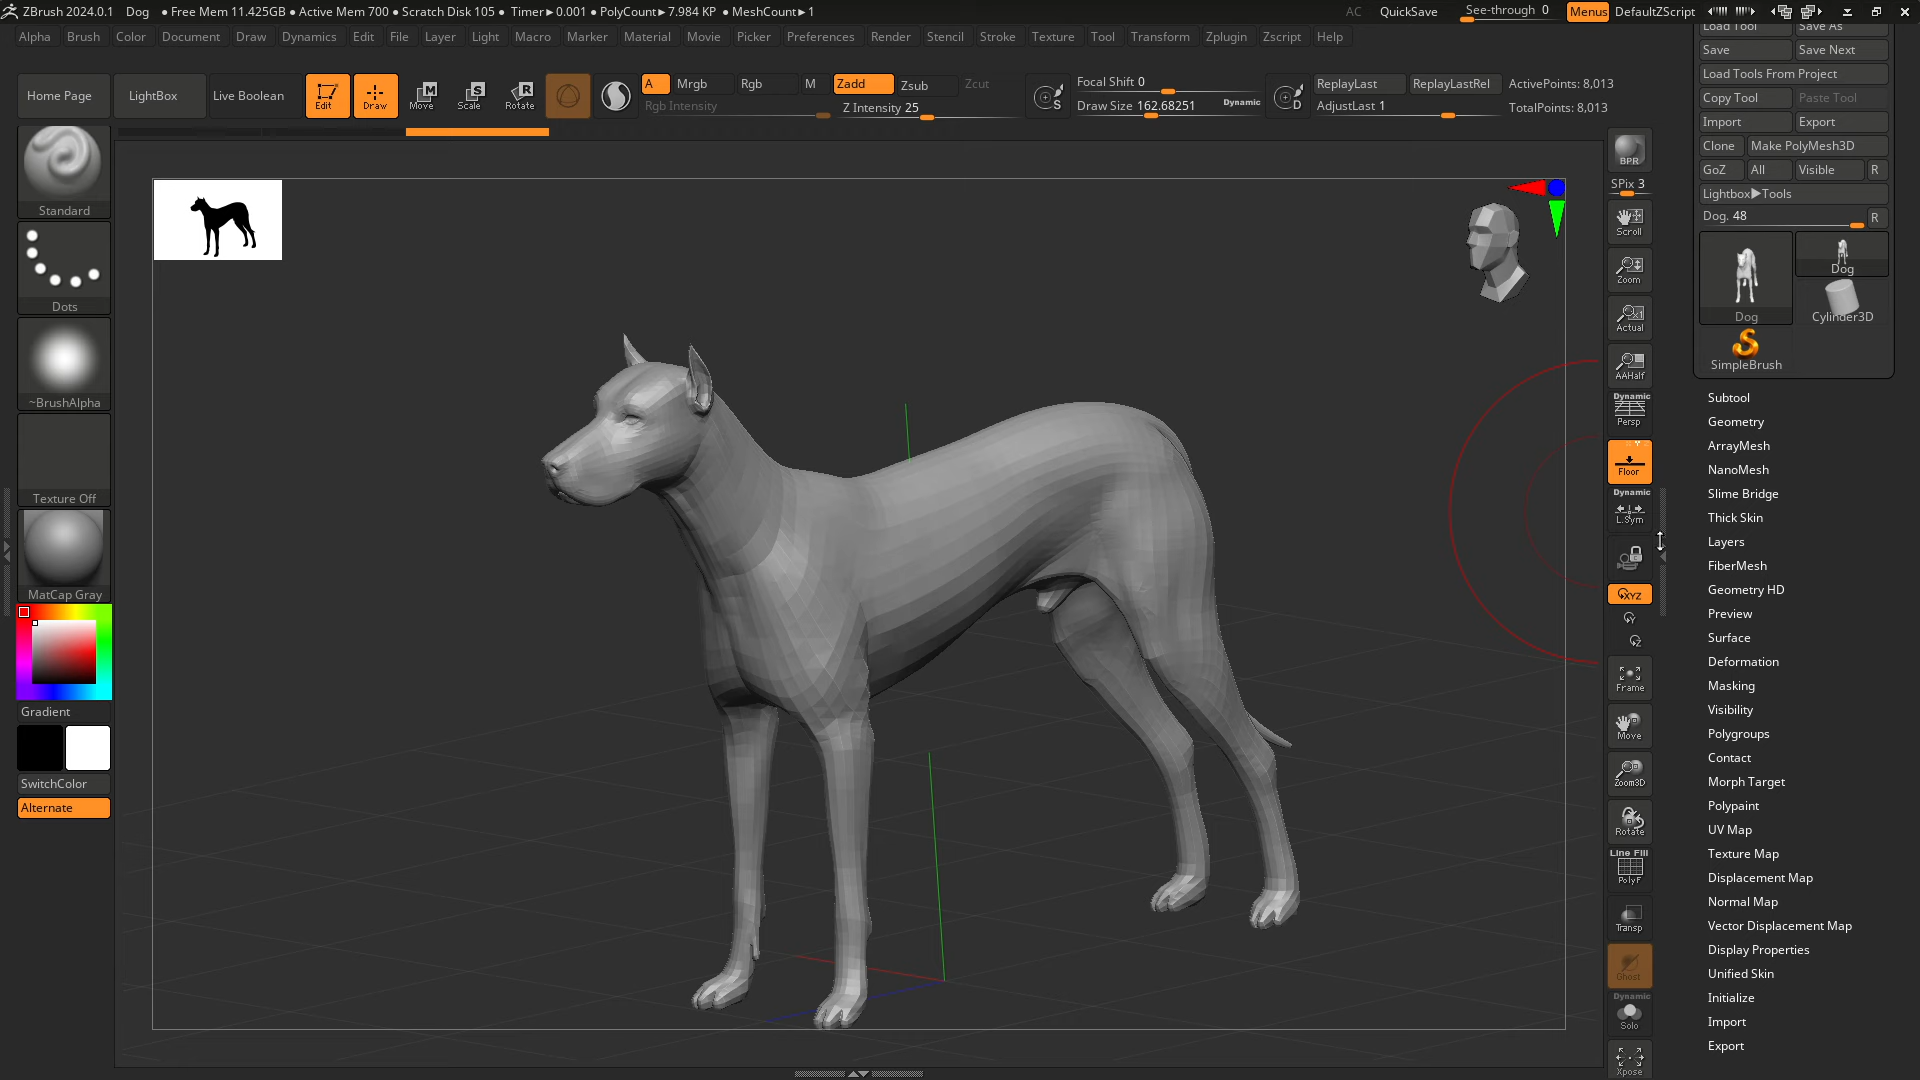 ZBrush 2024.0.1 Dog ● Free Mem 11.425GB ● Active Mem 700 ● Scratch Disk 105 ● Timer►0.001 ● PolyCount►7.984 KP ● MeshCount►1 AC QuickSave See-through 0 Menus DefaultZScript
Alpha Brush Color Document Draw Dynamics Edit File Layer Light Macro Marker Material Movie Picker Preferences Render Stencil Stroke Texture Tool Transform Zplugin Zscript Help
Home Page LightBox Live Boolean Edit Draw Move Scale Rotate
A Mrgb Rgb M Zadd Zsub Zcut
Rgb Intensity Z Intensity 25
Focal Shift 0
Draw Size 162.68251 Dynamic
ReplayLast ReplayLastRel ActivePoints: 8,013
AdjustLast 1 TotalPoints: 8,013
Standard
Dots
~BrushAlpha
Texture Off
MatCap Gray
Gradient
SwitchColor
Alternate
BPR
SPix 3
Scroll
Zoom
Actual
AAHalf
Dynamic
Persp
Floor
Dynamic
L.Sym
XYZ
Y
Z
Frame
Move
Zoom3D
Rotate
Line Fill
PolyF
Transp
Ghost
Dynamic
Solo
Xpose
Load Tool Save As
Save Save Next
Load Tools From Project
Copy Tool Paste Tool
Import Export
Clone Make PolyMesh3D
GoZ All Visible R
Lightbox►Tools
Dog. 48 R
Dog
Dog Cylinder3D
SimpleBrush
Subtool
Geometry
ArrayMesh
NanoMesh
Slime Bridge
Thick Skin
Layers
FiberMesh
Geometry HD
Preview
Surface
Deformation
Masking
Visibility
Polygroups
Contact
Morph Target
Polypaint
UV Map
Texture Map
Displacement Map
Normal Map
Vector Displacement Map
Display Properties
Unified Skin
Initialize
Import
Export